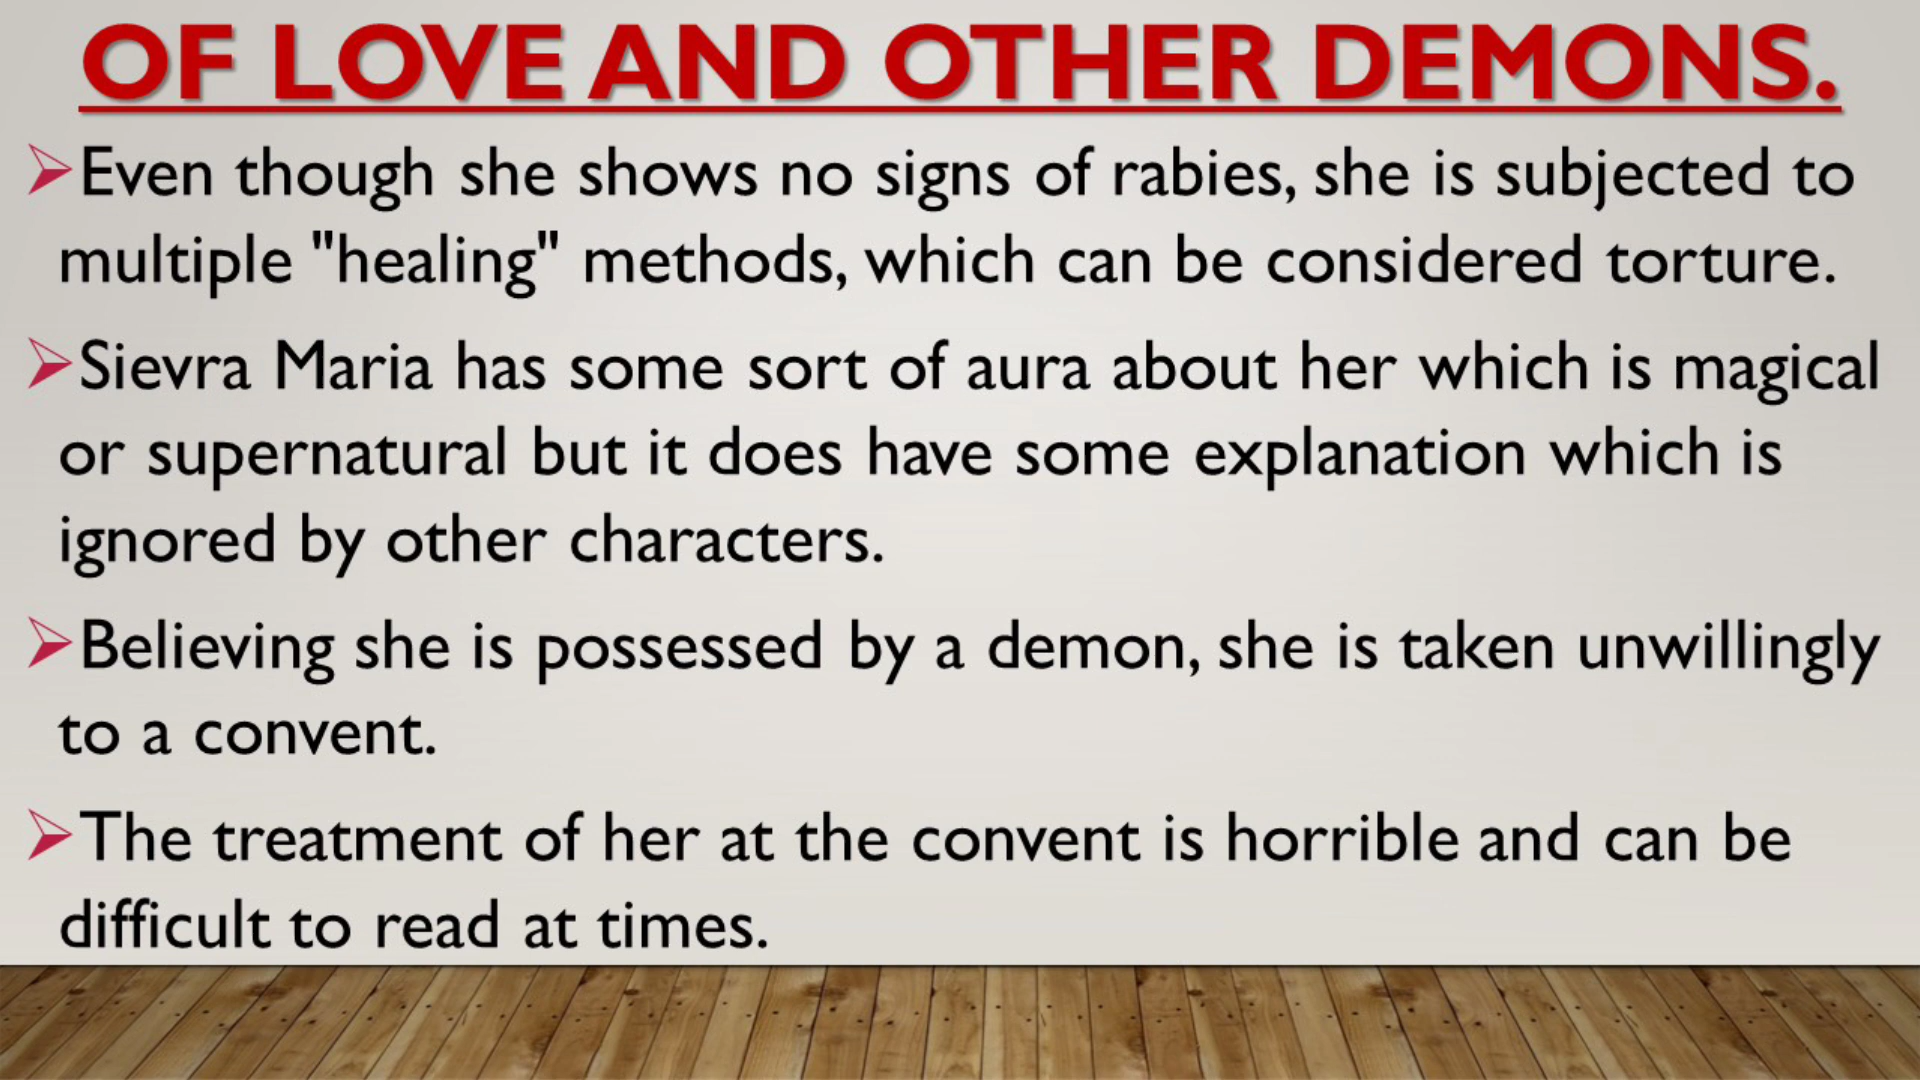 OF LOVE AND OTHER DEMONS.
➢Even though she shows no signs of rabies, she is subjected to
multiple "healing" methods, which can be considered torture.
➢Sievra Maria has some sort of aura about her which is magical
or supernatural but it does have some explanation which is
ignored by other characters.
➢Believing she is possessed by a demon, she is taken unwillingly
to a convent.
➢The treatment of her at the convent is horrible and can be
difficult to read at times.